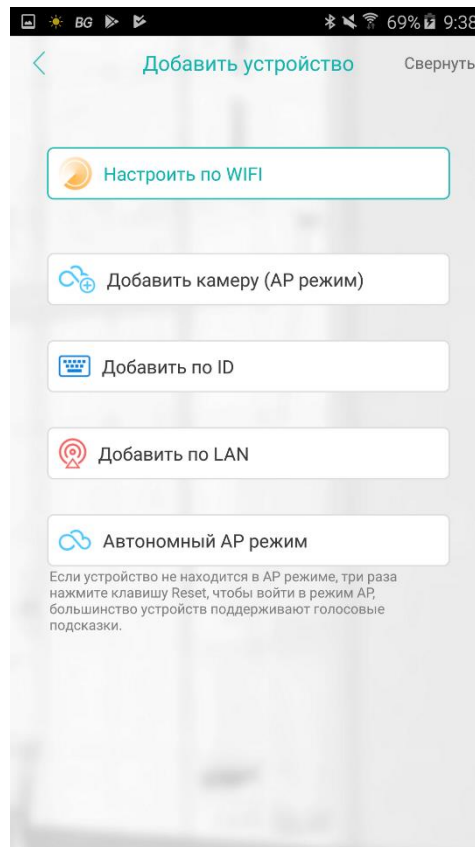 BG 69% 9:38
Добавить устройство Свернуть
Настроить по WIFI
Добавить камеру (AP режим)
Добавить по ID
Добавить по LAN
Автономный AP режим
Если устройство не находится в AP режиме, три раза
нажмите клавишу Reset, чтобы войти в режим AP,
большинство устройств поддерживают голосовые
подсказки.